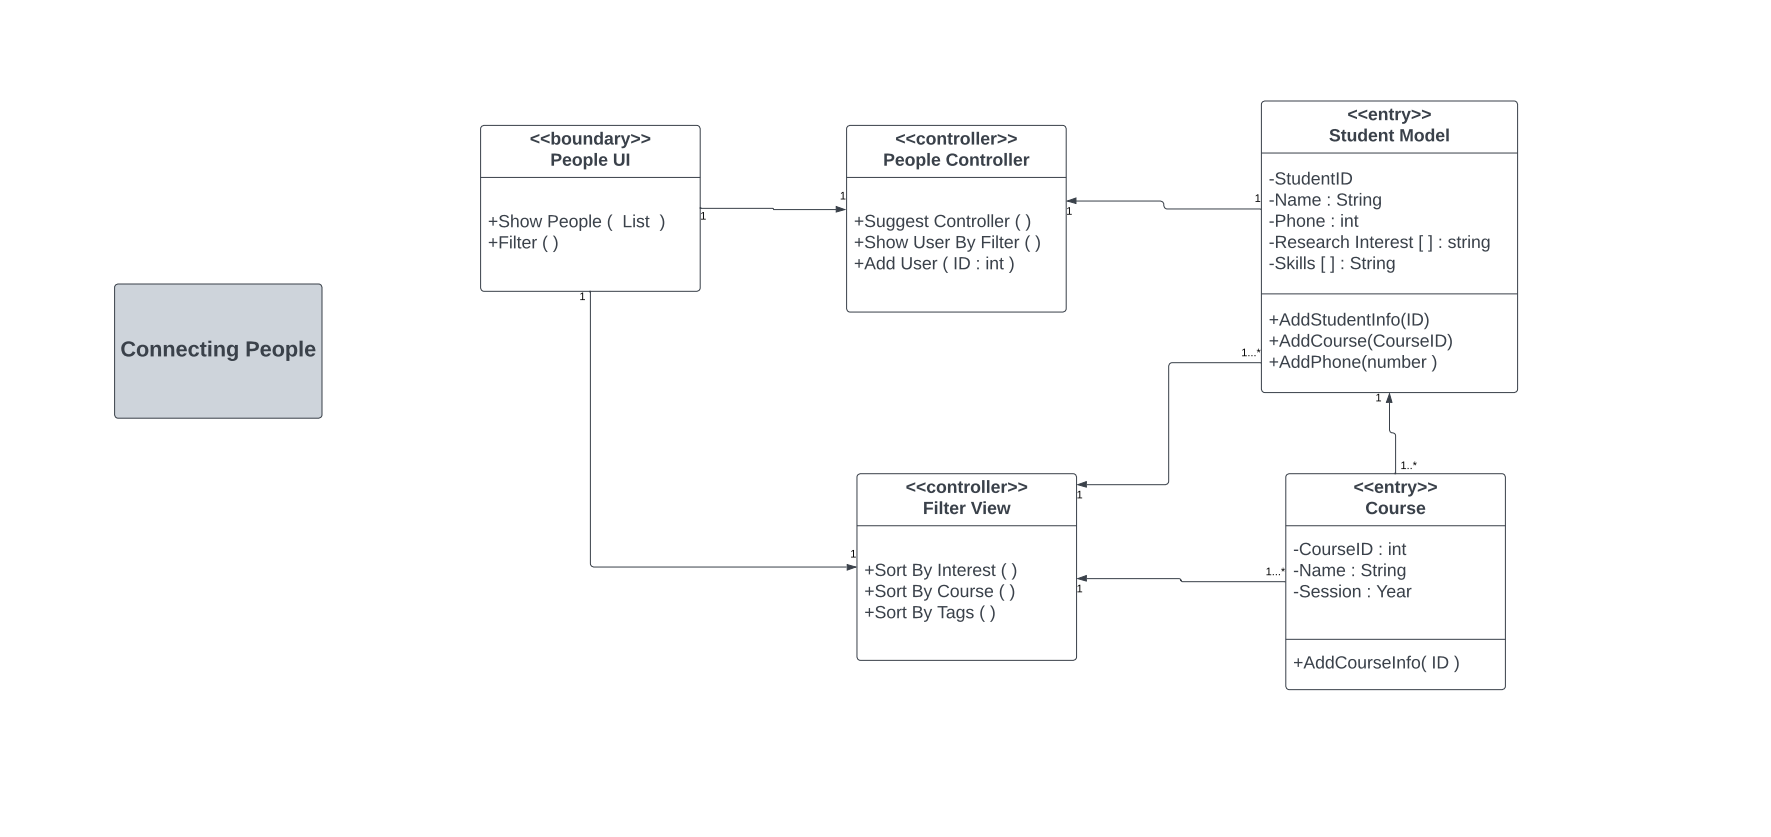 Connecting People
<<boundary>>
People UI
+Show People (  List  )
+Filter ( )
1
1
1
<<controller>>
People Controller
+Suggest Controller ( )
+Show User By Filter ( )
+Add User ( ID : int )
1
1
<<entry>>
Student Model
-StudentID
-Name : String
-Phone : int
-Research Interest [ ] : string
-Skills [ ] : String
+AddStudentInfo(ID)
+AddCourse(CourseID)
+AddPhone(number )
1...*
1
1..*
<<controller>>
Filter View
+Sort By Interest ( )
+Sort By Course ( )
+Sort By Tags ( )
1
1
1
1...*
<<entry>>
Course
-CourseID : int
-Name : String
-Session : Year
+AddCourseInfo( ID )